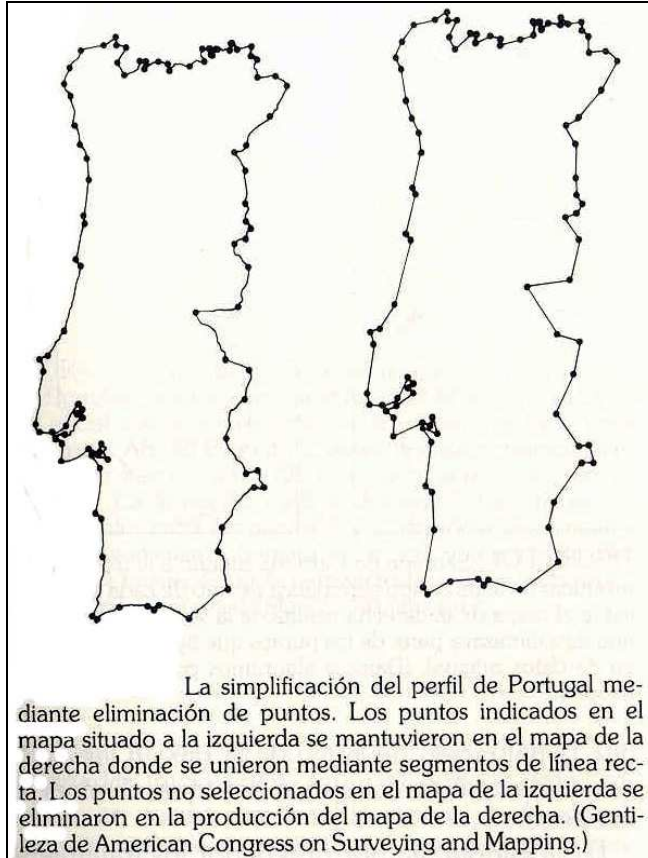 La simplificación del perfil de Portugal me-
diante eliminación de puntos. Los puntos indicados en el
mapa situado a la izquierda se mantuvieron en el mapa de la
derecha donde se unieron mediante segmentos de línea rec-
ta. Los puntos no seleccionados en el mapa de la izquierda se
eliminaron en la producción del mapa de la derecha. (Genti-
leza de American Congress on Surveying and Mapping.)